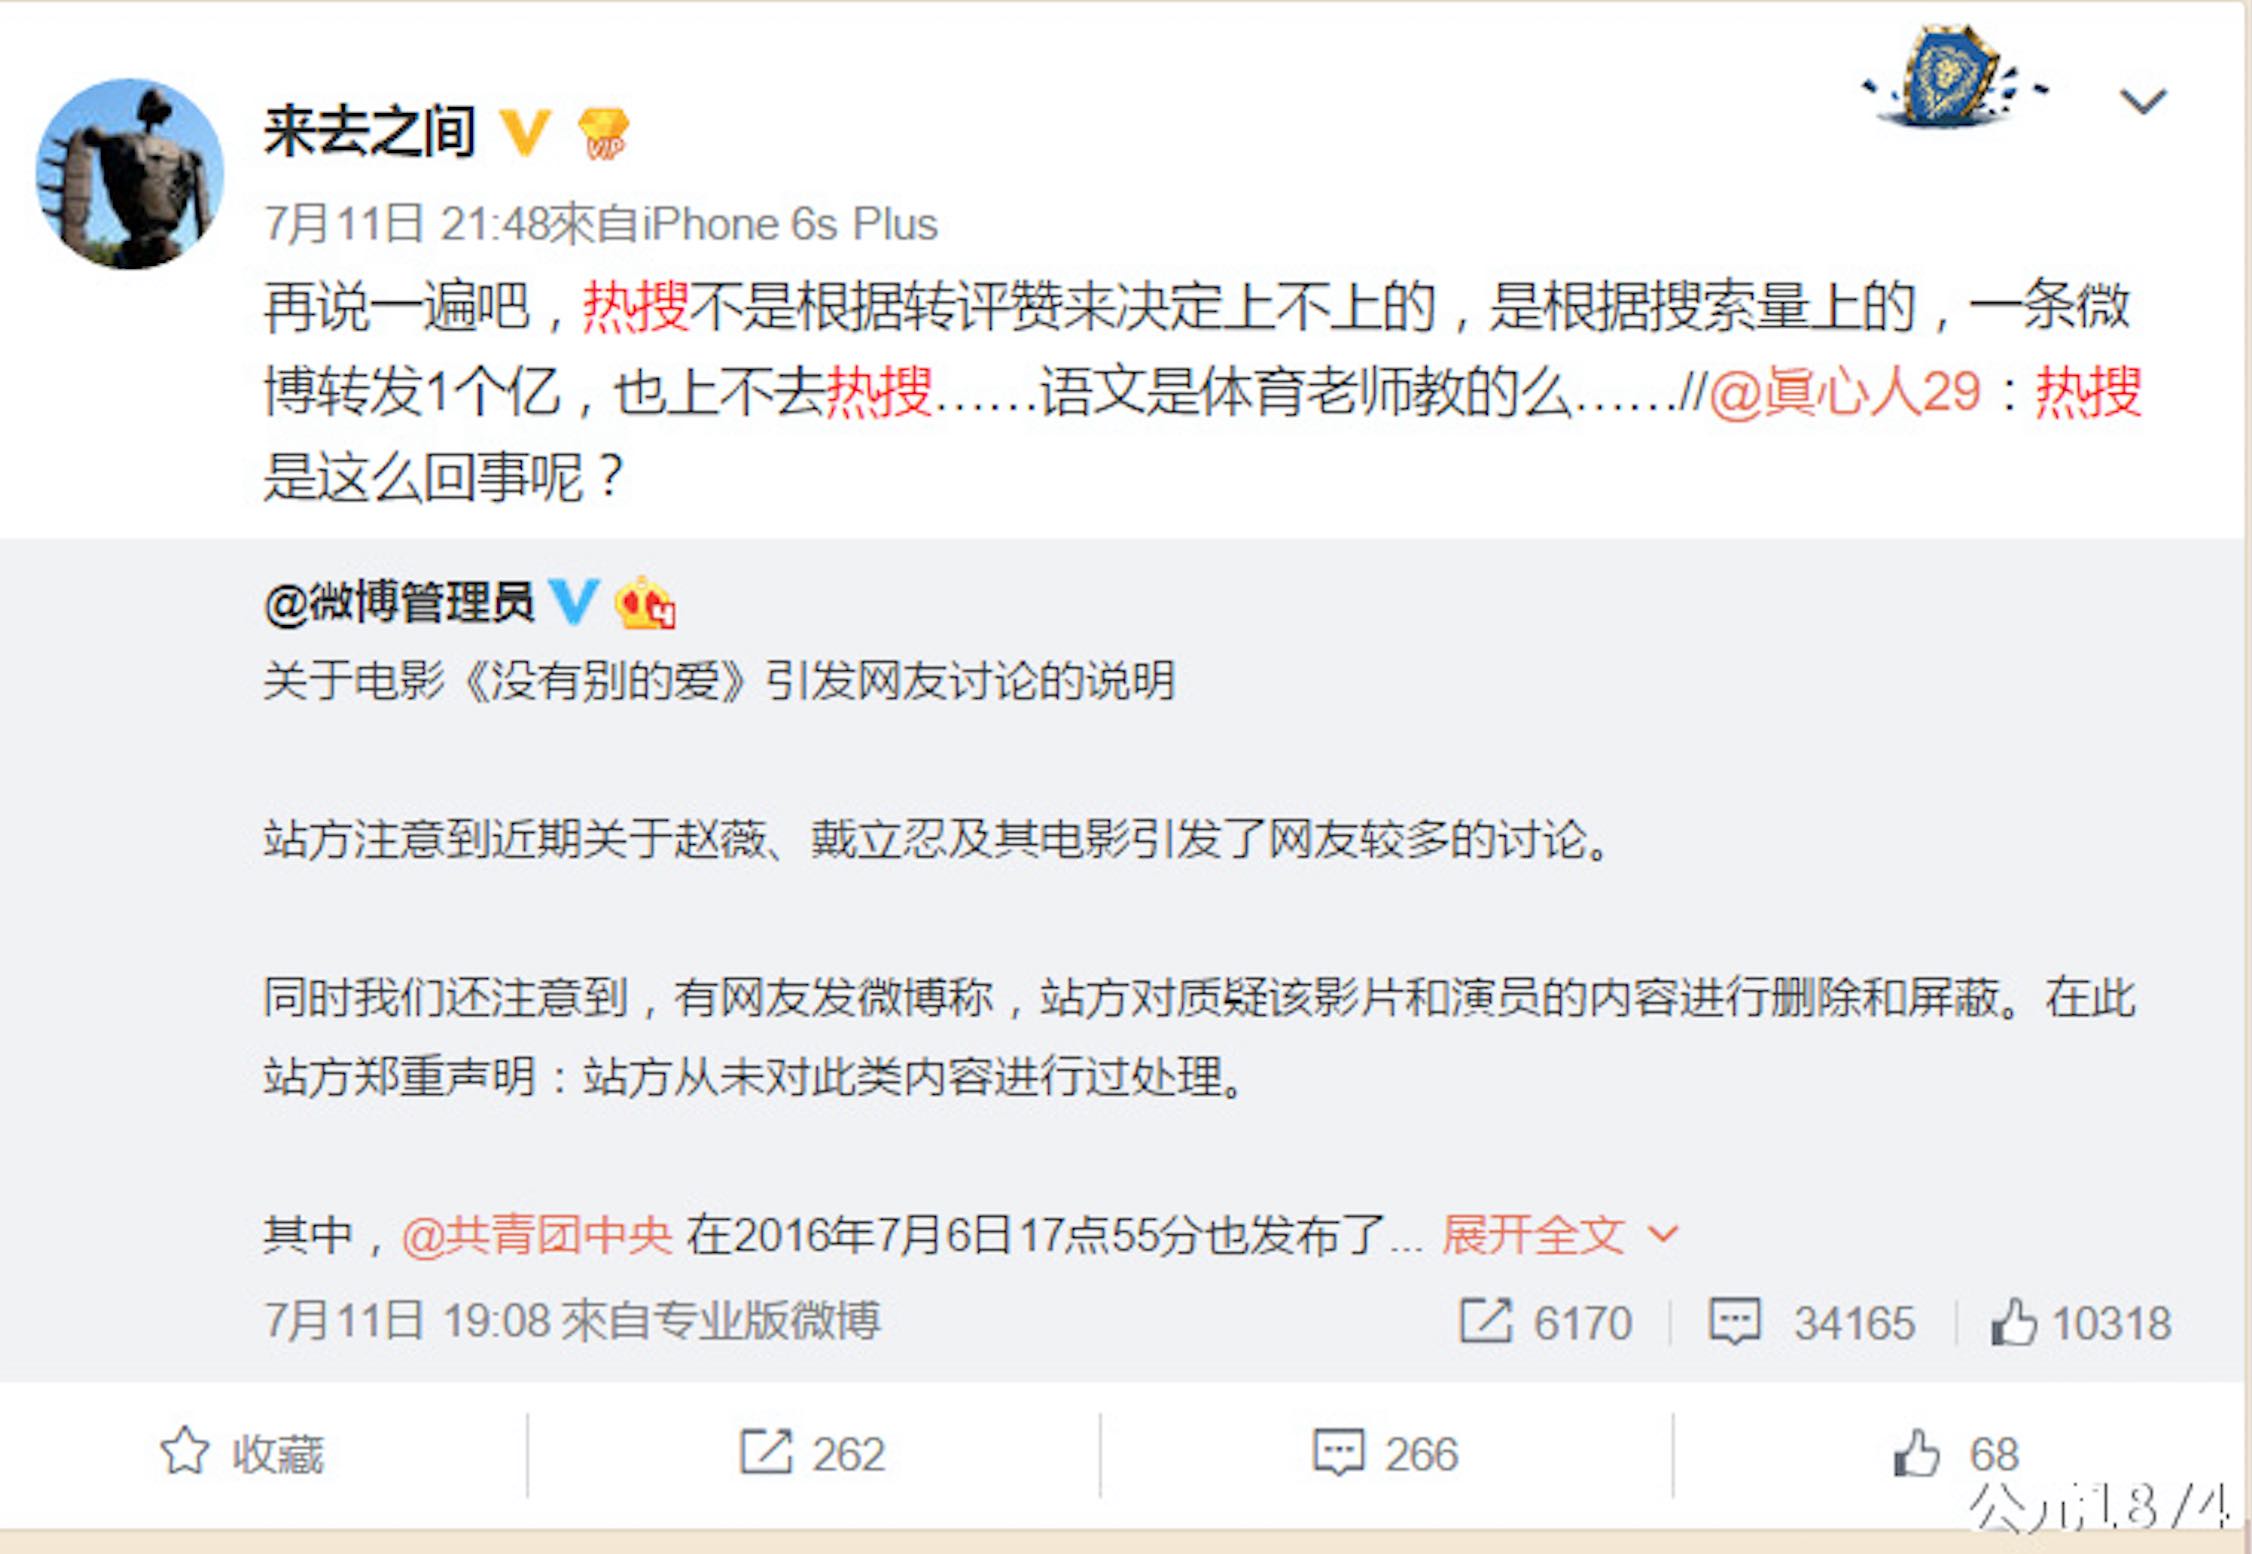 来去之间
VIP
7月11日 21:48來自iPhone 6s Plus
再说一遍吧，热搜不是根据转评赞来决定上不上的，是根据搜索量上的，一条微
博转发1个亿，也上不去热搜……语文是体育老师教的么……//@眞心人29：热搜
是这么回事呢？
@微博管理员
4
关于电影《没有别的爱》引发网友讨论的说明
站方注意到近期关于赵薇、戴立忍及其电影引发了网友较多的讨论。
同时我们还注意到，有网友发微博称，站方对质疑该影片和演员的内容进行删除和屏蔽。在此
站方郑重声明：站方从未对此类内容进行过处理。
其中，@共青团中央 在2016年7月6日17点55分也发布了... 展开全文
7月11日 19:08 來自专业版微博 6170 34165 10318
收藏 262 266 68
公元1874